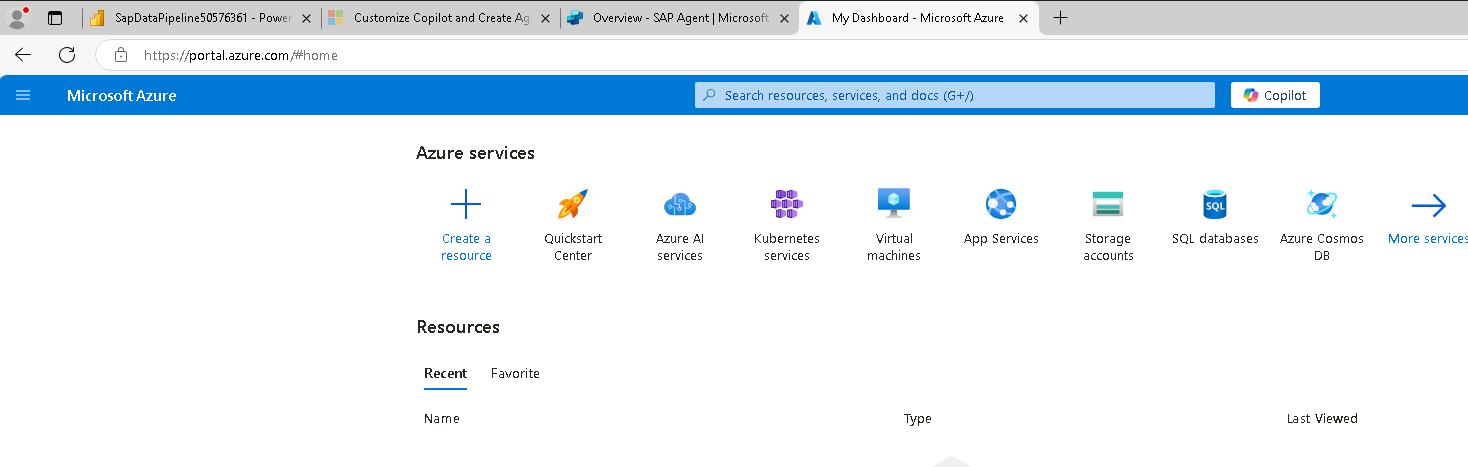 SapDataPipeline50576361 - Power
Customize Copilot and Create Ag
Overview - SAP Agent | Microsoft
My Dashboard - Microsoft Azure
https://portal.azure.com/#home
Microsoft Azure
Search resources, services, and docs (G+/)
Copilot
Azure services
Create a
resource
Quickstart
Center
Azure AI
services
Kubernetes
services
Virtual
machines
App Services
Storage
accounts
SQL
SQL databases
Azure Cosmos
DB
More services
Resources
Recent
Favorite
Name
Type
Last Viewed